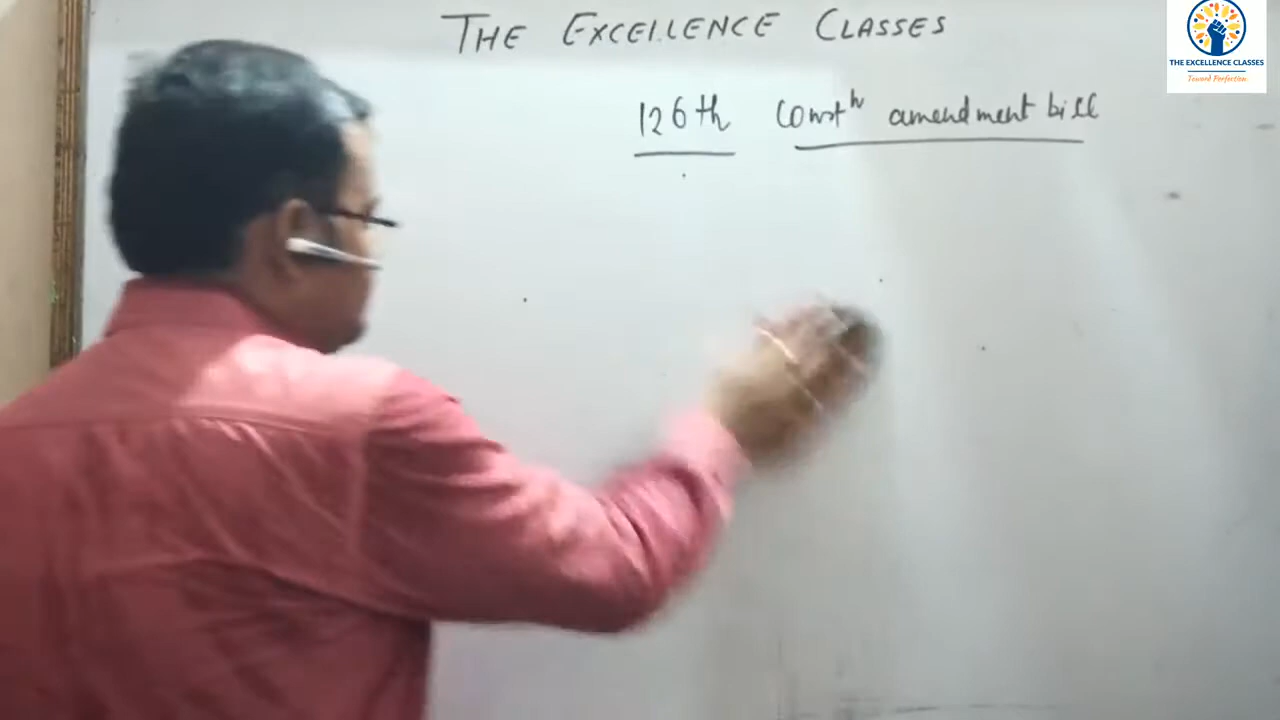 THE EXCELLENCE CLASSES
THE EXCELLENCE CLASSES
Toward Perfection
126th Constn amendment bill